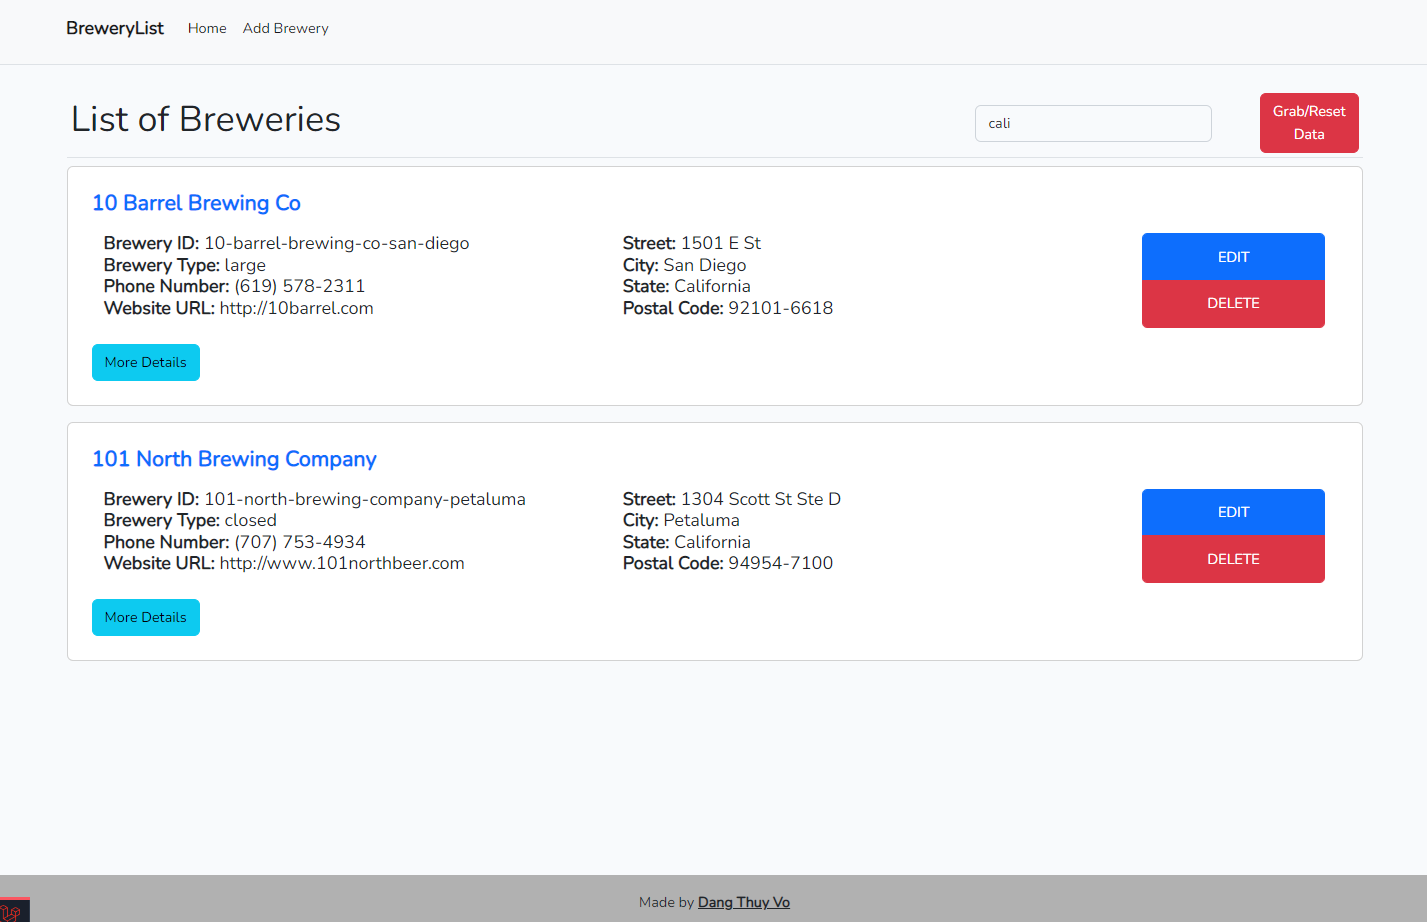 BreweryList Home Add Brewery
List of Breweries
cali
Grab/Reset
Data
10 Barrel Brewing Co
Brewery ID: 10-barrel-brewing-co-san-diego
Brewery Type: large
Phone Number: (619) 578-2311
Website URL: http://10barrel.com
Street: 1501 E St
City: San Diego
State: California
Postal Code: 92101-6618
EDIT
DELETE
More Details
101 North Brewing Company
Brewery ID: 101-north-brewing-company-petaluma
Brewery Type: closed
Phone Number: (707) 753-4934
Website URL: http://www.101northbeer.com
Street: 1304 Scott St Ste D
City: Petaluma
State: California
Postal Code: 94954-7100
EDIT
DELETE
More Details
Made by Dang Thuy Vo